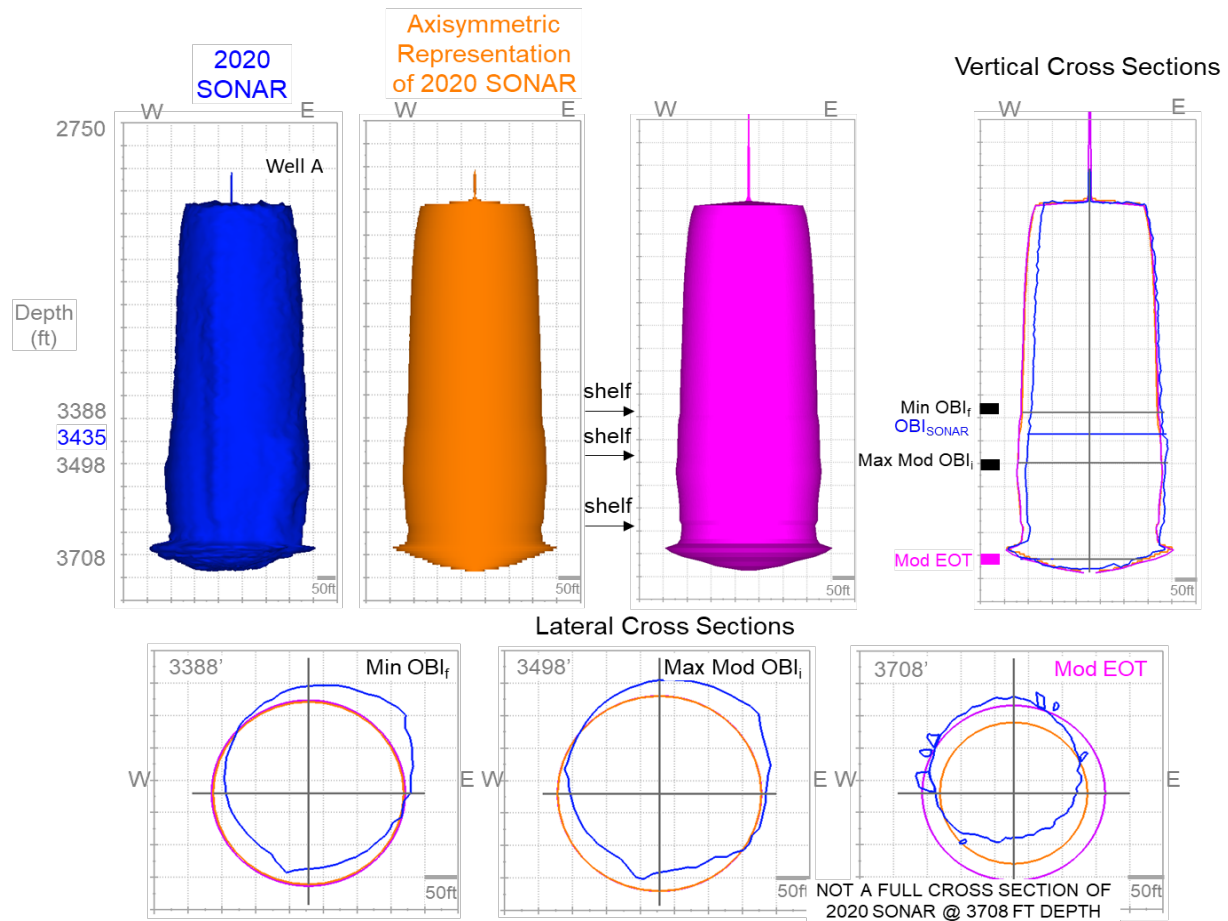 2020
SONAR
Axisymmetric
Representation
of 2020 SONAR
Vertical Cross Sections
W E
W E
W E
W E
2750
Well A
Depth
(ft)
3388
3435
3498
3708
shelf
shelf
shelf
Min OBIf
OBISONAR
Max Mod OBIi
Mod EOT
50ft
50ft
50ft
50ft
Lateral Cross Sections
3388’ Min OBIf
W E
50ft
3498’ Max Mod OBIi
W E
50ft
3708’ Mod EOT
W E
50ft
NOT A FULL CROSS SECTION OF
2020 SONAR @ 3708 FT DEPTH